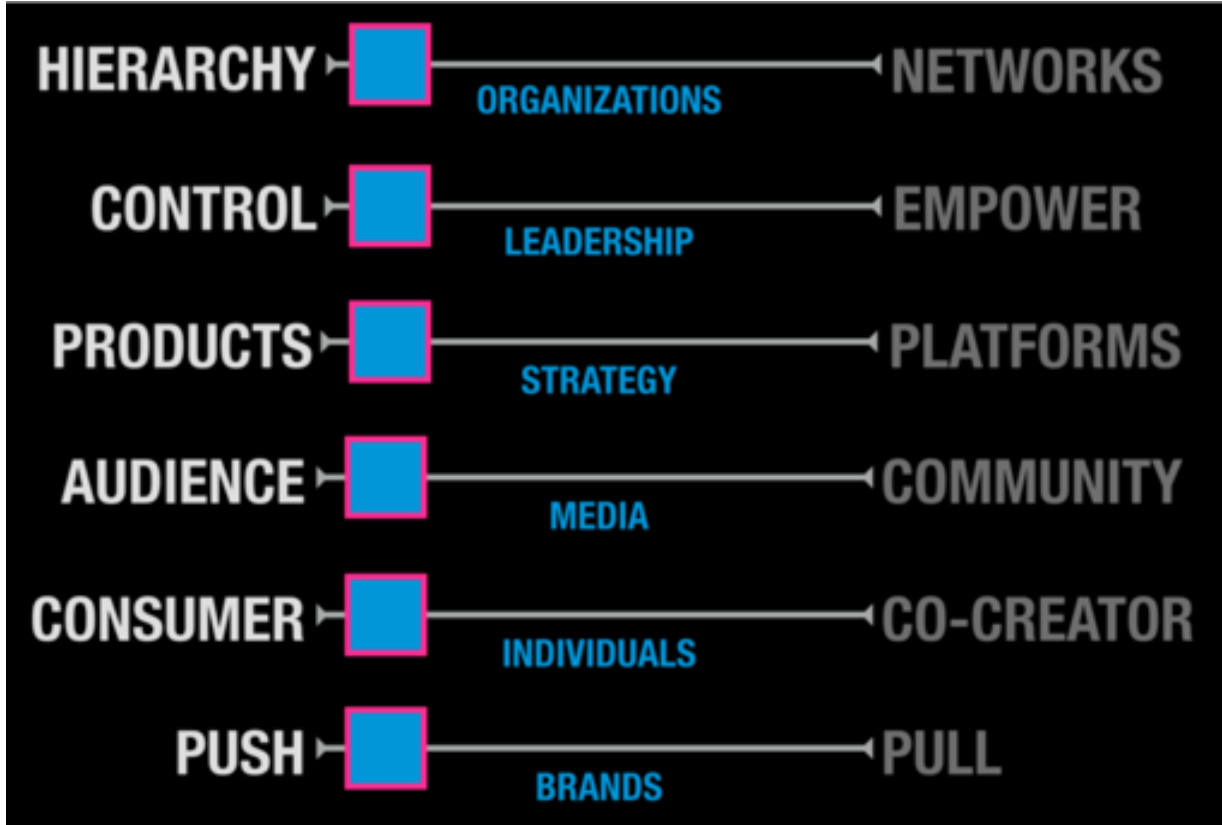 HIERARCHY NETWORKS
ORGANIZATIONS
CONTROL EMPOWER
LEADERSHIP
PRODUCTS PLATFORMS
STRATEGY
AUDIENCE COMMUNITY
MEDIA
CONSUMER CO-CREATOR
INDIVIDUALS
PUSH PULL
BRANDS